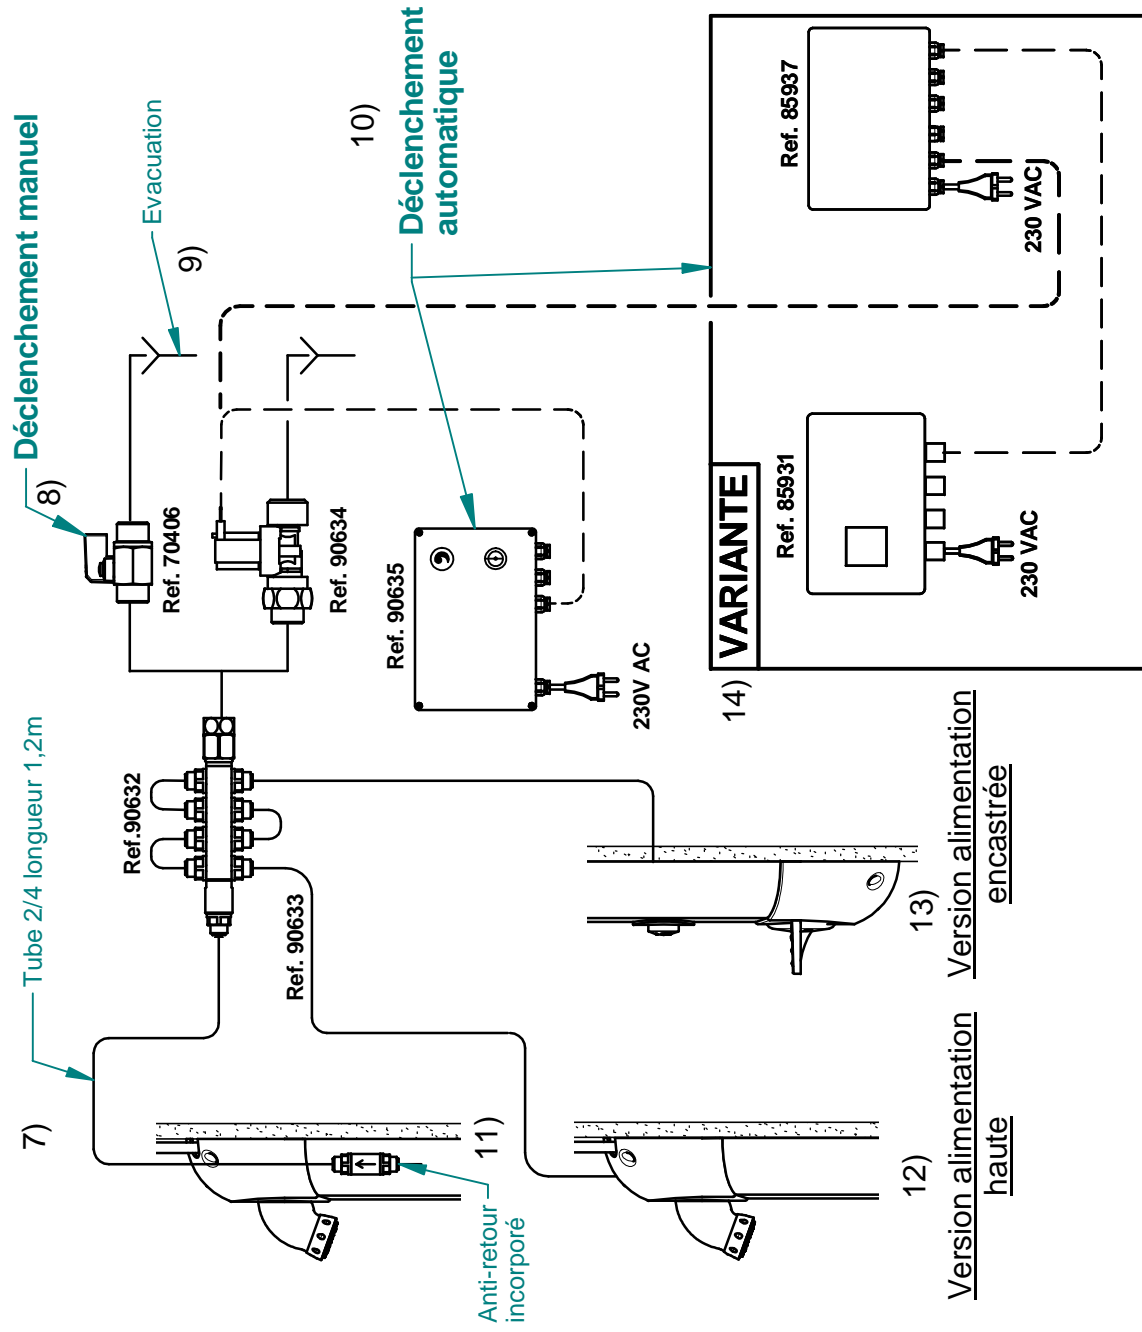 7)
Tube 2/4 longueur 1,2m
8)
Déclenchement manuel
Evacuation
9)
10)
Déclenchement
automatique
Ref.90632
Ref. 90633
Ref. 70406
Ref. 90634
Ref. 90635
230V AC
11)
Anti-retour
incorporé
12)
Version alimentation
haute
13)
Version alimentation
encastrée
14)
VARIANTE
Ref. 85931
230 VAC
Ref. 85937
230 VAC